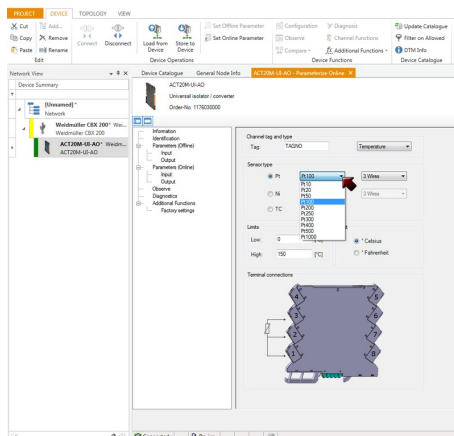 PROJECT DEVICE TOPOLOGY VIEW
Cut Add...
Copy Remove
Paste Rename
Connect Disconnect
Load from Device Store to Device
Set Offline Parameter
Set Online Parameter
Configuration Diagnosis
Observe Channel Functions
Compare Additional Functions
Update Catalogue
Filter on Allowed
DTM Info
Edit Device Operations Device Functions Device Catalogue
Network View
Device Summary
[Unnamed]*
Network
Weidmüller CBX 200* Wei...
Weidmüller CBX 200
ACT20M-UI-AO* Weidm...
ACT20M-UI-AO
Device Catalogue General Node Info ACT20M-UI-AO - Parameterize Online
ACT20M-UI-AO
Universal isolator / converter
Order-No. 1176030000
Information
Identification
Parameters (Offline)
Input
Output
Parameters (Online)
Input
Output
Observe
Diagnostics
Additional Functions
Factory settings
Channel tag and type
Tag: TAGNO Temperature
Sensor type
Pt Pt100 3 Wires
Ni 3 Wires
TC
Pt10
Pt20
Pt50
Pt100
Pt200
Pt250
Pt300
Pt400
Pt500
Pt1000
Limits
Low: 0 [°C]
High: 150 [°C]
° Celsius
° Fahrenheit
Terminal connections
4 5
3 6
2 7
1 8
Connected Device